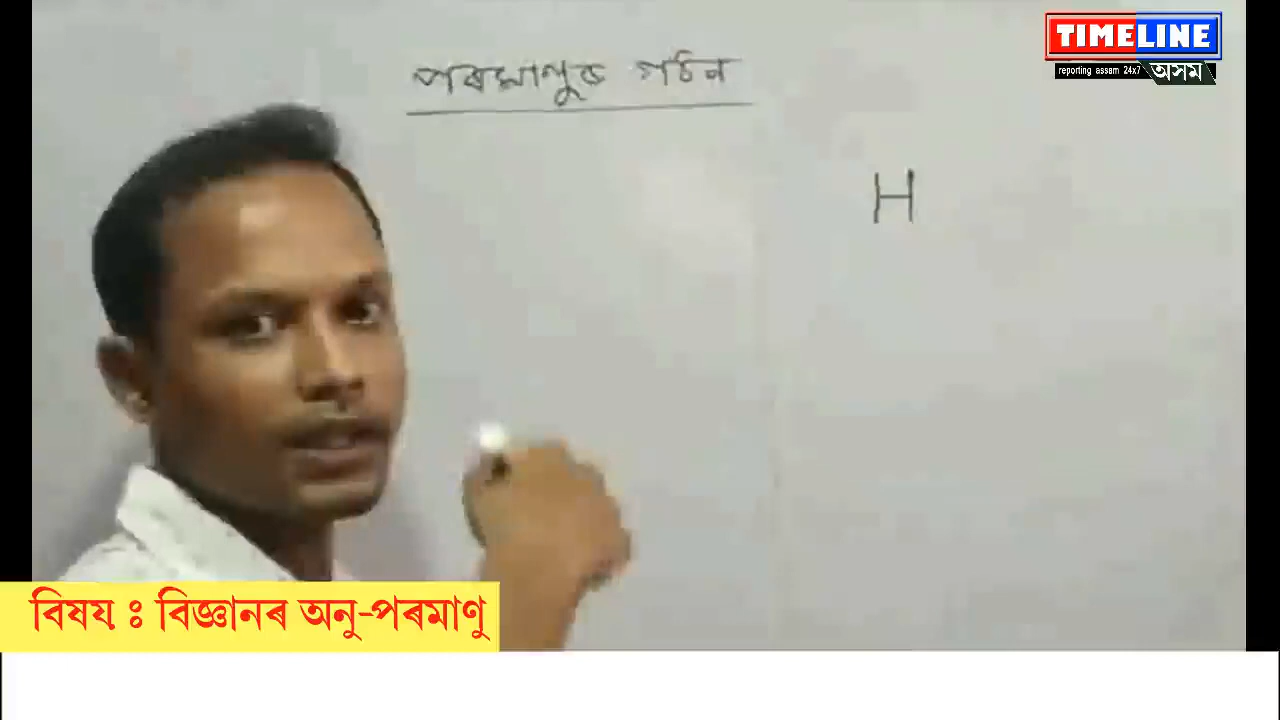 পৰমাণুৰ গঠন
TIMELINE
reporting assam 24x7 অসম
H
বিষয় ঃ বিজ্ঞানৰ অনু-পৰমাণু